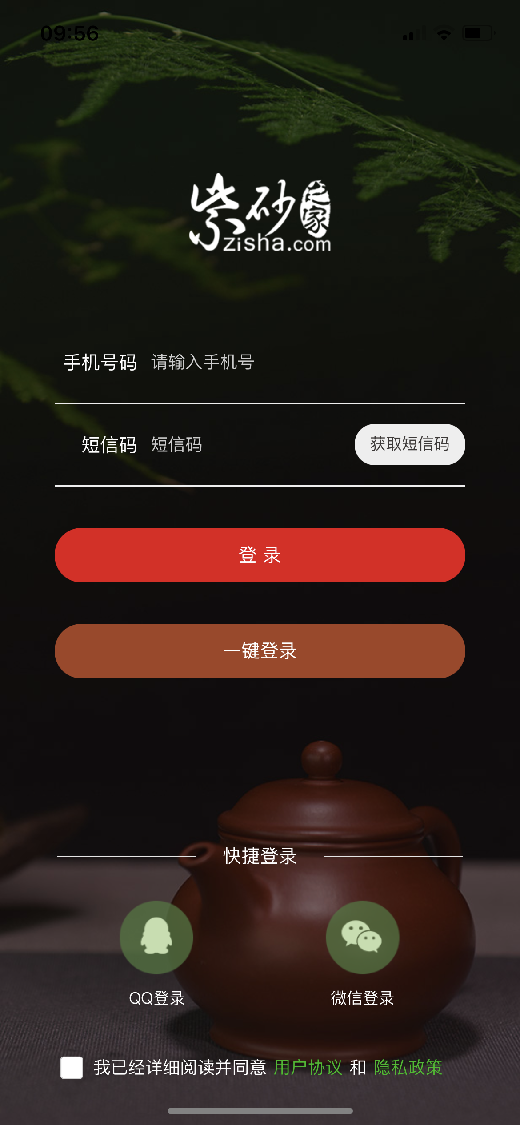 09:56
紫砂之家
zisha.com
手机号码 请输入手机号
短信码 短信码 获取短信码
登 录
一键登录
快捷登录
QQ登录 微信登录
我已经详细阅读并同意 用户协议 和 隐私政策